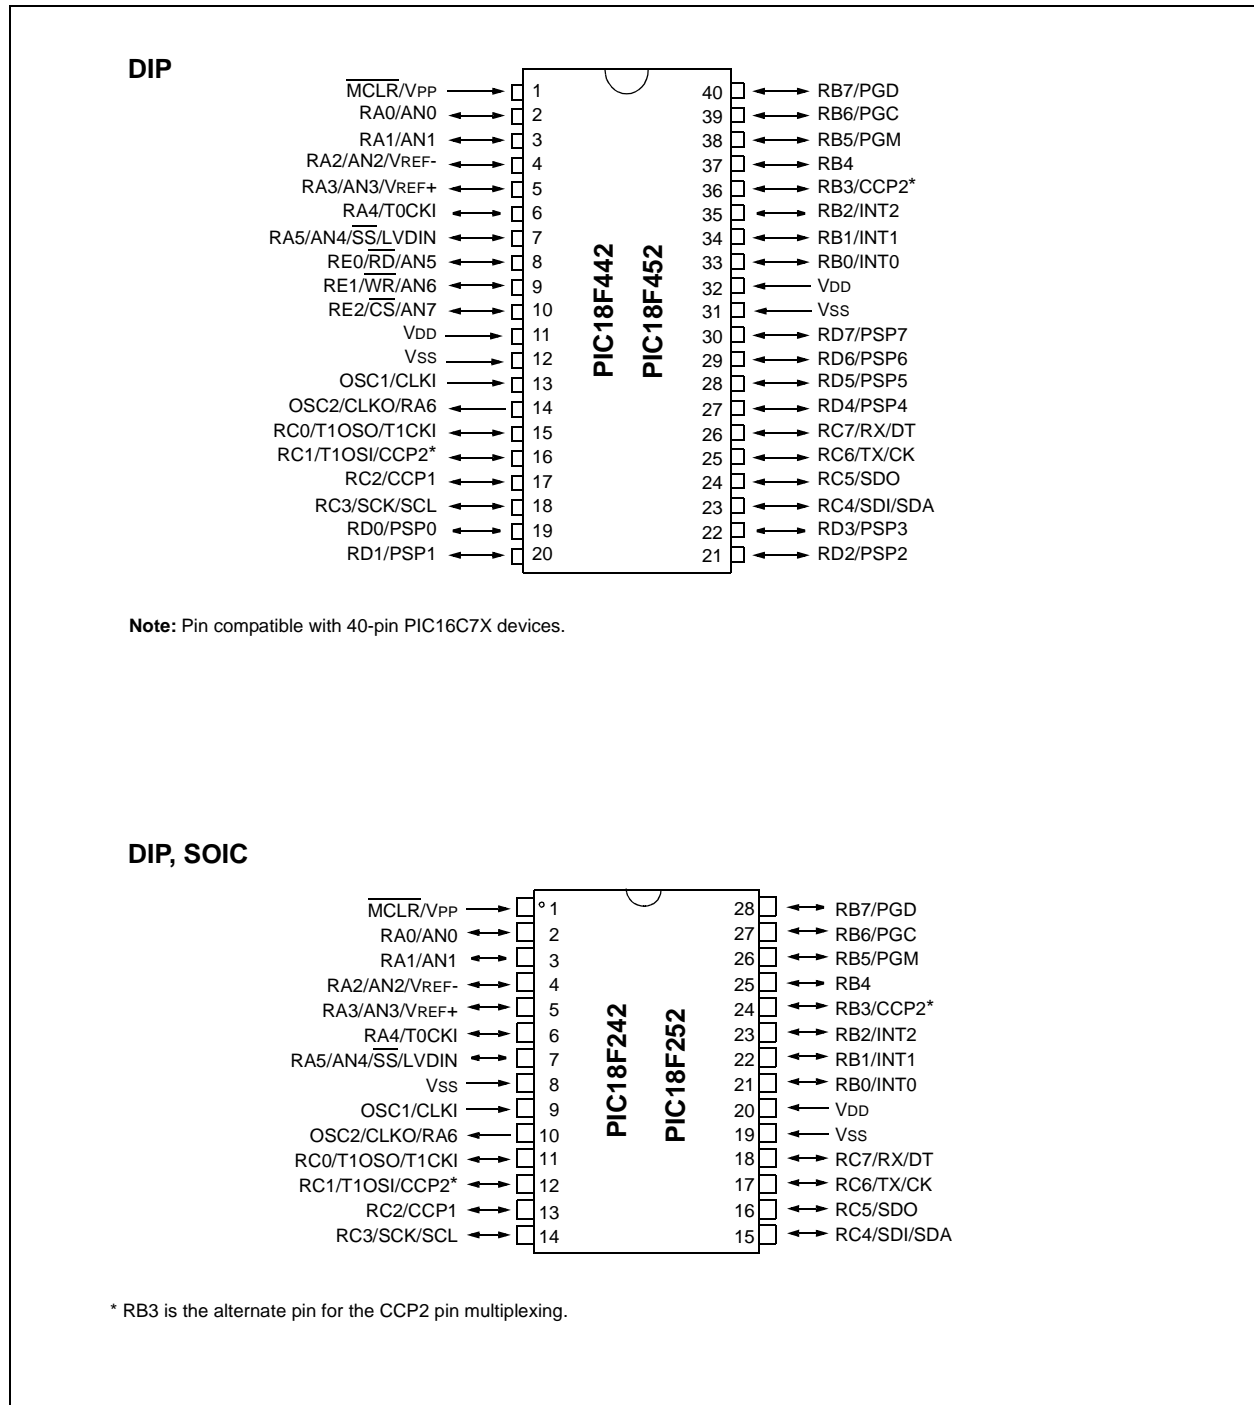 DIP
MCLR/VPP 1 40 RB7/PGD
RA0/AN0 2 39 RB6/PGC
RA1/AN1 3 38 RB5/PGM
RA2/AN2/VREF- 4 37 RB4
RA3/AN3/VREF+ 5 36 RB3/CCP2*
RA4/T0CKI 6 35 RB2/INT2
RA5/AN4/SS/LVDIN 7 34 RB1/INT1
RE0/RD/AN5 8 33 RB0/INT0
RE1/WR/AN6 9 32 VDD
RE2/CS/AN7 10 31 VSS
VDD 11 30 RD7/PSP7
VSS 12 29 RD6/PSP6
OSC1/CLKI 13 28 RD5/PSP5
OSC2/CLKO/RA6 14 27 RD4/PSP4
RC0/T1OSO/T1CKI 15 26 RC7/RX/DT
RC1/T1OSI/CCP2* 16 25 RC6/TX/CK
RC2/CCP1 17 24 RC5/SDO
RC3/SCK/SCL 18 23 RC4/SDI/SDA
RD0/PSP0 19 22 RD3/PSP3
RD1/PSP1 20 21 RD2/PSP2
PIC18F442
PIC18F452
Note: Pin compatible with 40-pin PIC16C7X devices.
DIP, SOIC
MCLR/VPP 1 28 RB7/PGD
RA0/AN0 2 27 RB6/PGC
RA1/AN1 3 26 RB5/PGM
RA2/AN2/VREF- 4 25 RB4
RA3/AN3/VREF+ 5 24 RB3/CCP2*
RA4/T0CKI 6 23 RB2/INT2
RA5/AN4/SS/LVDIN 7 22 RB1/INT1
VSS 8 21 RB0/INT0
OSC1/CLKI 9 20 VDD
OSC2/CLKO/RA6 10 19 VSS
RC0/T1OSO/T1CKI 11 18 RC7/RX/DT
RC1/T1OSI/CCP2* 12 17 RC6/TX/CK
RC2/CCP1 13 16 RC5/SDO
RC3/SCK/SCL 14 15 RC4/SDI/SDA
PIC18F242
PIC18F252
* RB3 is the alternate pin for the CCP2 pin multiplexing.